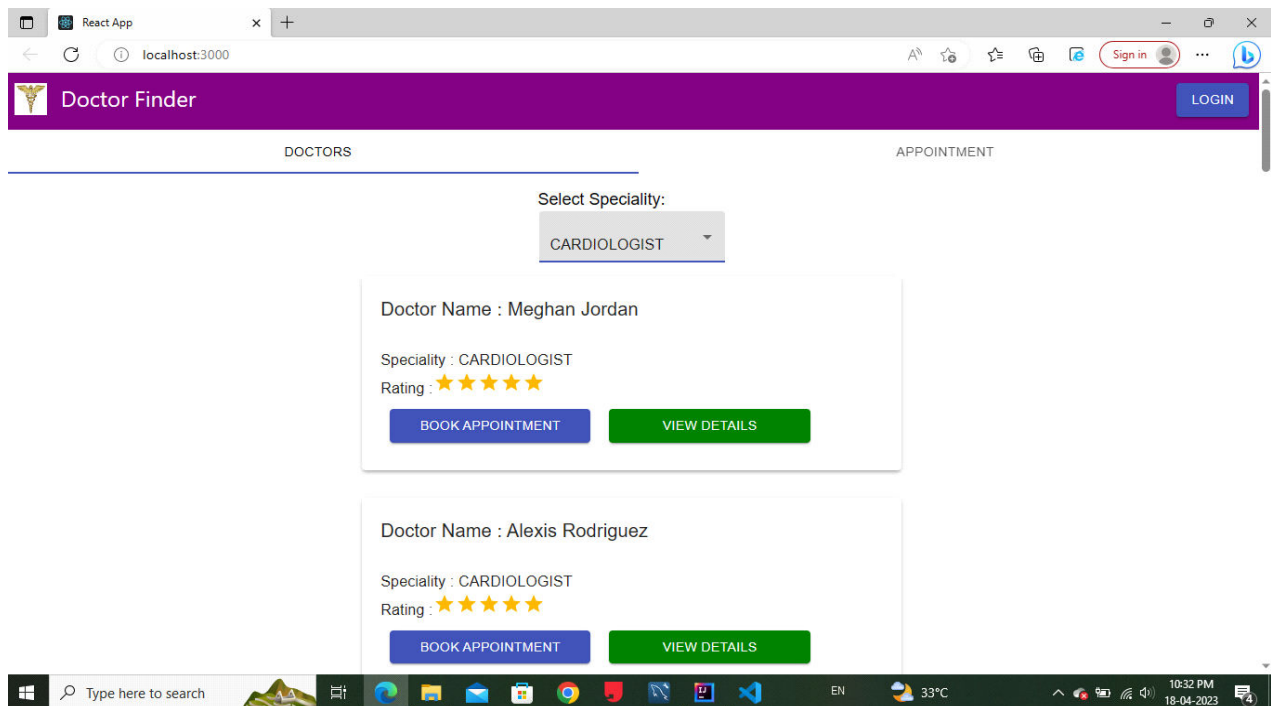 React App
localhost:3000
Sign in
Doctor Finder
LOGIN
DOCTORS
APPOINTMENT
Select Speciality:
CARDIOLOGIST
Doctor Name : Meghan Jordan
Speciality : CARDIOLOGIST
Rating :
BOOK APPOINTMENT
VIEW DETAILS
Doctor Name : Alexis Rodriguez
Speciality : CARDIOLOGIST
Rating :
BOOK APPOINTMENT
VIEW DETAILS
Type here to search
EN
33°C
10:32 PM
18-04-2023
4